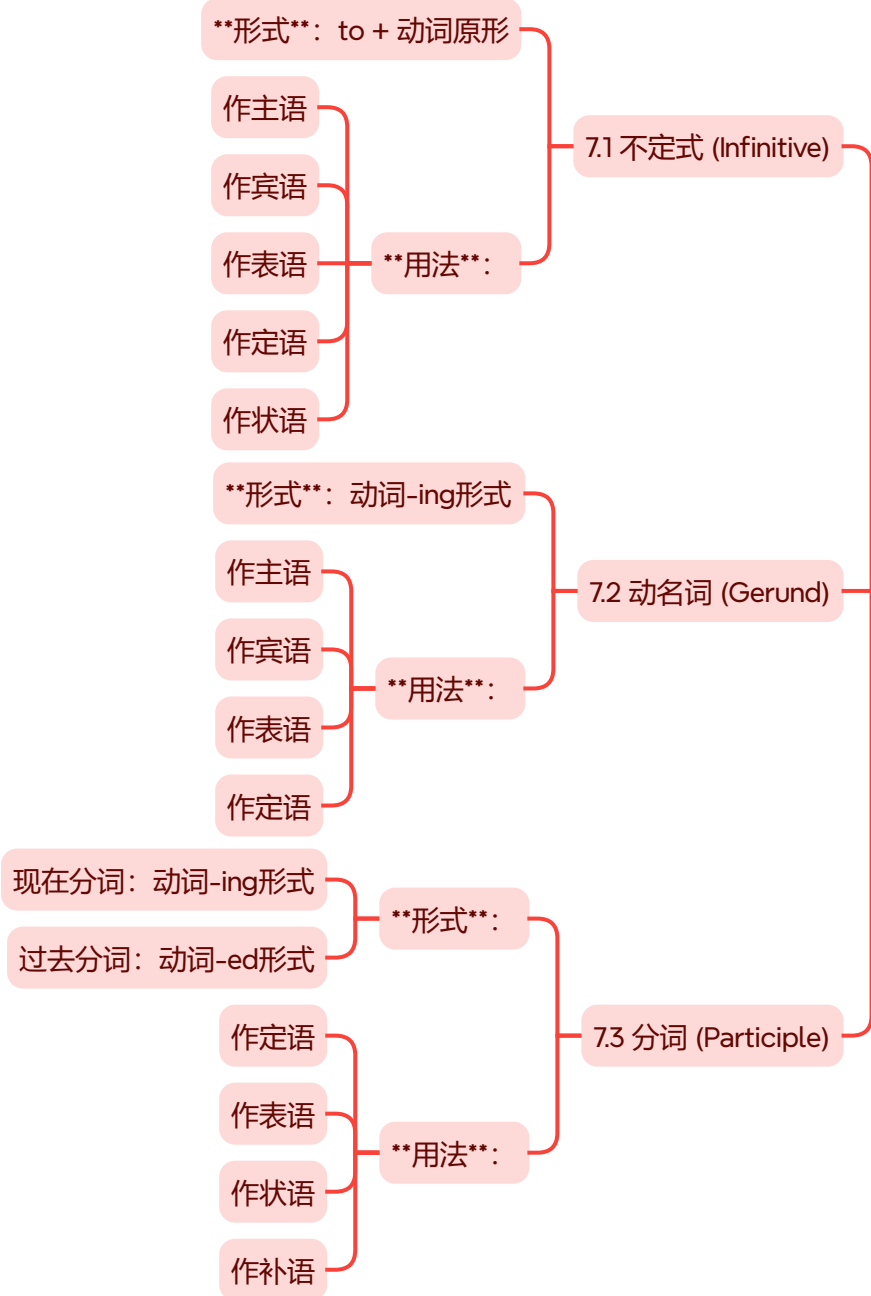 **形式**：to + 动词原形
作主语
7.1 不定式 (Infinitive)
作宾语
作表语
**用法**：
作定语
作状语
**形式**：动词-ing形式
作主语
7.2 动名词 (Gerund)
作宾语
**用法**：
作表语
作定语
现在分词：动词-ing形式
**形式**：
过去分词：动词-ed形式
作定语
7.3 分词 (Participle)
作表语
**用法**：
作状语
作补语